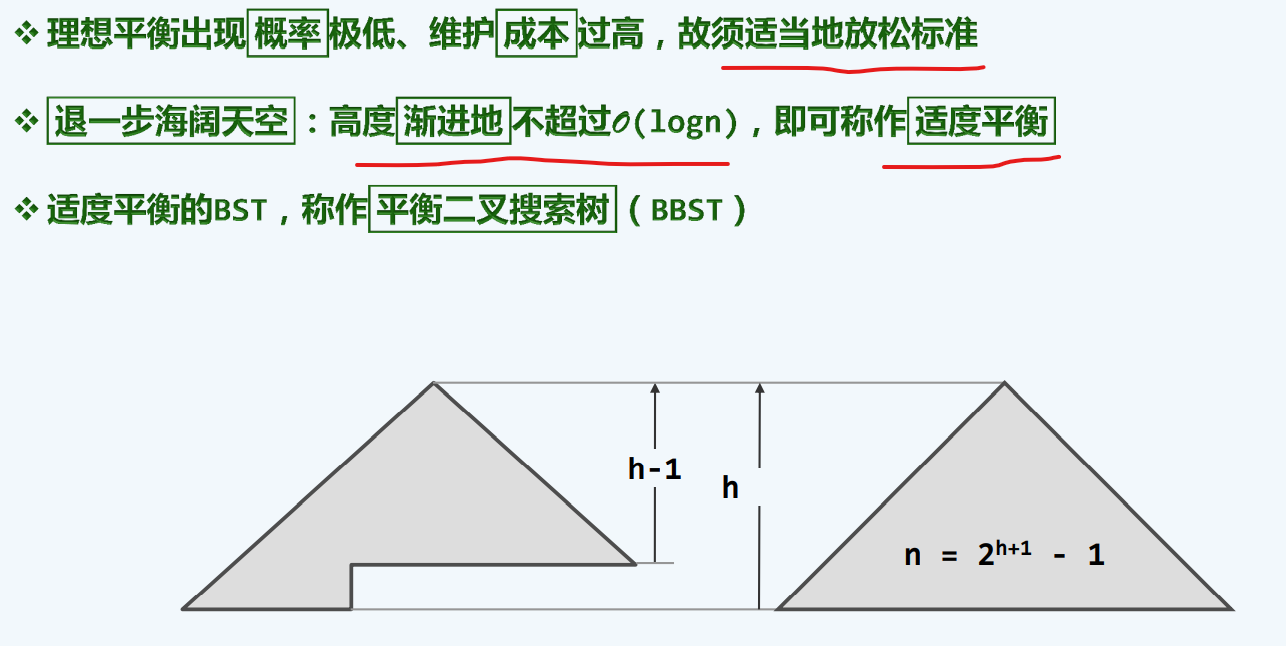 ❖ 理想平衡出现概率极低、维护成本过高，故须适当地放松标准
❖ 退一步海阔天空：高度渐进地不超过𝒪(logn)，即可称作适度平衡
❖ 适度平衡的BST，称作平衡二叉搜索树（BBST）
h-1
h
n = 2^{h+1} - 1